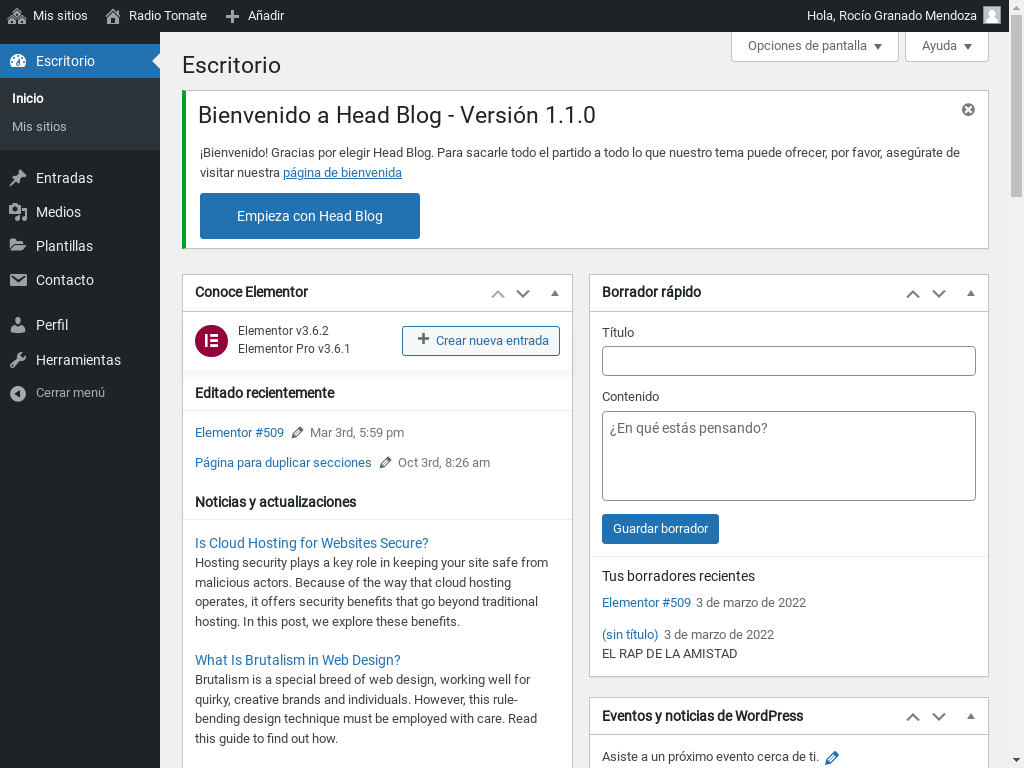 Mis sitios
Radio Tomate
Añadir
Hola, Rocío Granado Mendoza
Escritorio
Inicio
Mis sitios
Entradas
Medios
Plantillas
Contacto
Perfil
Herramientas
Cerrar menú
Opciones de pantalla
Ayuda
Escritorio
Bienvenido a Head Blog - Versión 1.1.0
¡Bienvenido! Gracias por elegir Head Blog. Para sacarle todo el partido a todo lo que nuestro tema puede ofrecer, por favor, asegúrate de
visitar nuestra página de bienvenida
Empieza con Head Blog
Conoce Elementor
Elementor v3.6.2
Elementor Pro v3.6.1
Crear nueva entrada
Editado recientemente
Elementor #509 Mar 3rd, 5:59 pm
Página para duplicar secciones Oct 3rd, 8:26 am
Noticias y actualizaciones
Is Cloud Hosting for Websites Secure?
Hosting security plays a key role in keeping your site safe from
malicious actors. Because of the way that cloud hosting
operates, it offers security benefits that go beyond traditional
hosting. In this post, we explore these benefits.
What Is Brutalism in Web Design?
Brutalism is a special breed of web design, working well for
quirky, creative brands and individuals. However, this rule-
bending design technique must be employed with care. Read
this guide to find out how.
Borrador rápido
Título
Contenido
¿En qué estás pensando?
Guardar borrador
Tus borradores recientes
Elementor #509 3 de marzo de 2022
(sin título) 3 de marzo de 2022
EL RAP DE LA AMISTAD
Eventos y noticias de WordPress
Asiste a un próximo evento cerca de ti.